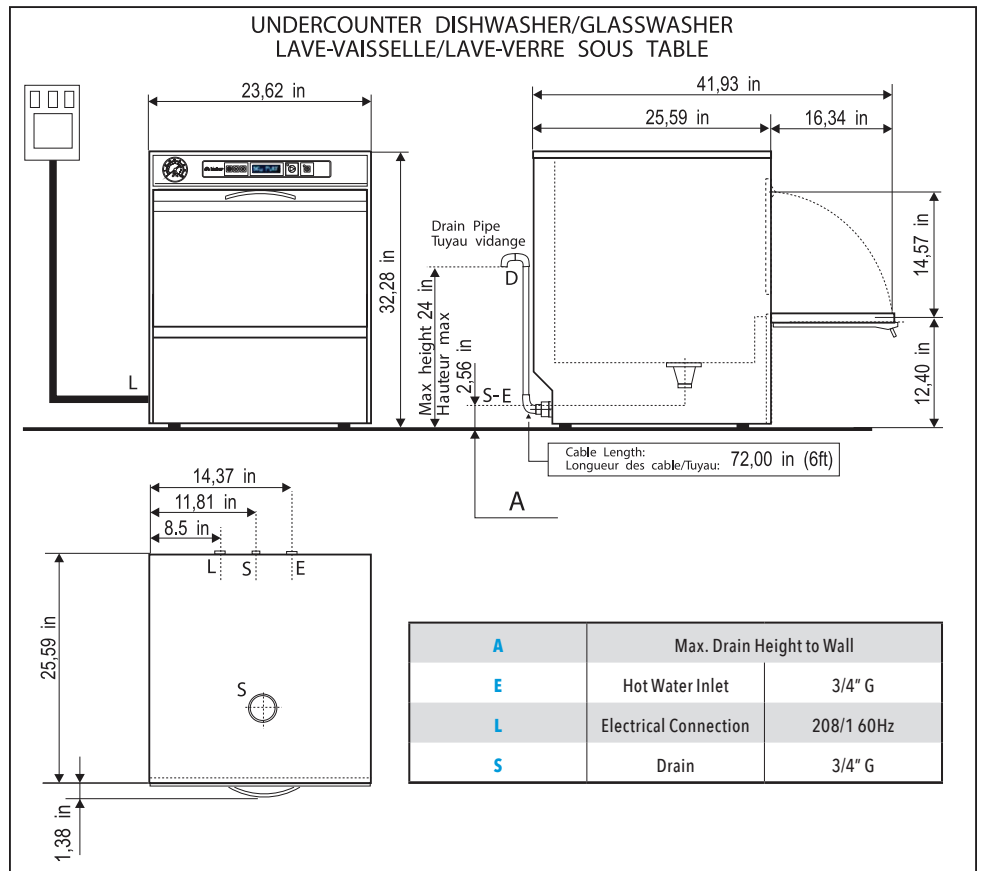 UNDERCOUNTER DISHWASHER/GLASSWASHER
LAVE-VAISSELLE/LAVE-VERRE SOUS TABLE
23,62 in
32,28 in
L
41,93 in
25,59 in
16,34 in
14,57 in
12,40 in
Drain Pipe
Tuyau vidange
D
Max height 24 in
Hauteur max
2,56 in
S-E
Cable Length:
Longueur des cable/Tuyau:
72,00 in (6ft)
A
14,37 in
11,81 in
8.5 in
L S E
25,59 in
S
1,38 in
A Max. Drain Height to Wall
E Hot Water Inlet 3/4" G
L Electrical Connection 208/1 60Hz
S Drain 3/4" G